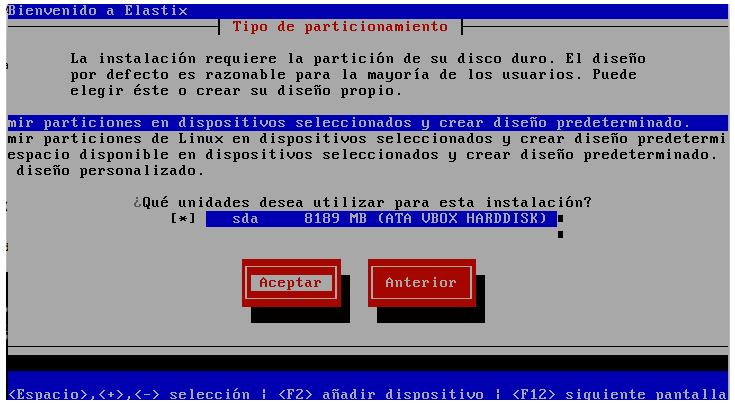 Bienvenido a Elastix
Tipo de particionamiento
La instalación requiere la partición de su disco duro. El diseño
por defecto es razonable para la mayoría de los usuarios. Puede
elegir éste o crear su diseño propio.
mir particiones en dispositivos seleccionados y crear diseño predeterminado.
mir particiones de Linux en dispositivos seleccionados y crear diseño predetermi
espacio disponible en dispositivos seleccionados y crear diseño predeterminado.
diseño personalizado.
¿Qué unidades desea utilizar para esta instalación?
[*] sda 8189 MB (ATA VBOX HARDDISK)
Aceptar Anterior
<Espacio>,<+>,<-> selección | <F2> añadir dispositivo | <F12> siguiente pantalla